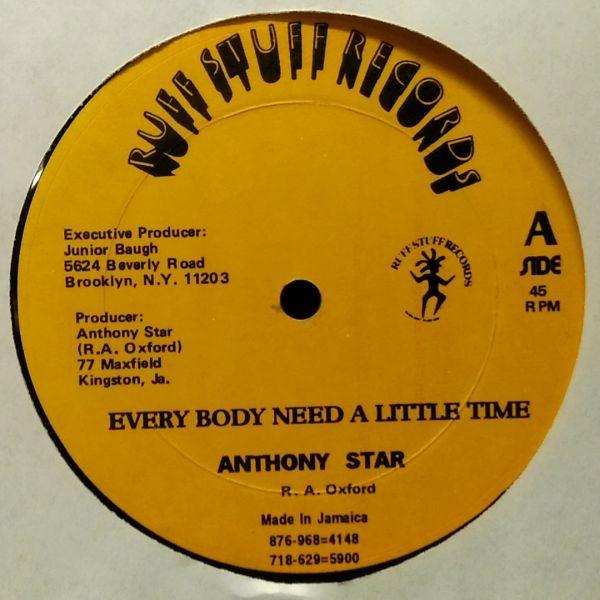 RUFF STUFF RECORDS
Executive Producer:
Junior Baugh
5624 Beverly Road
Brooklyn, N.Y. 11203
RUFF STUFF RECORDS
A
SIDE
45
RPM
Producer:
Anthony Star
(R.A. Oxford)
77 Maxfield
Kingston, Ja.
EVERY BODY NEED A LITTLE TIME
ANTHONY STAR
R. A. Oxford
Made In Jamaica
876-968=4148
718-629=5900